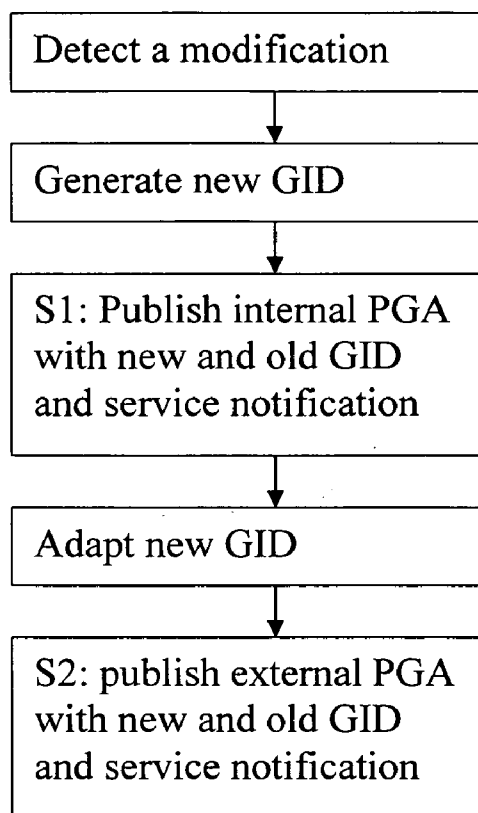 Detect a modification
Generate new GID
S1: Publish internal PGA
with new and old GID
and service notification
Adapt new GID
S2: publish external PGA
with new and old GID
and service notification